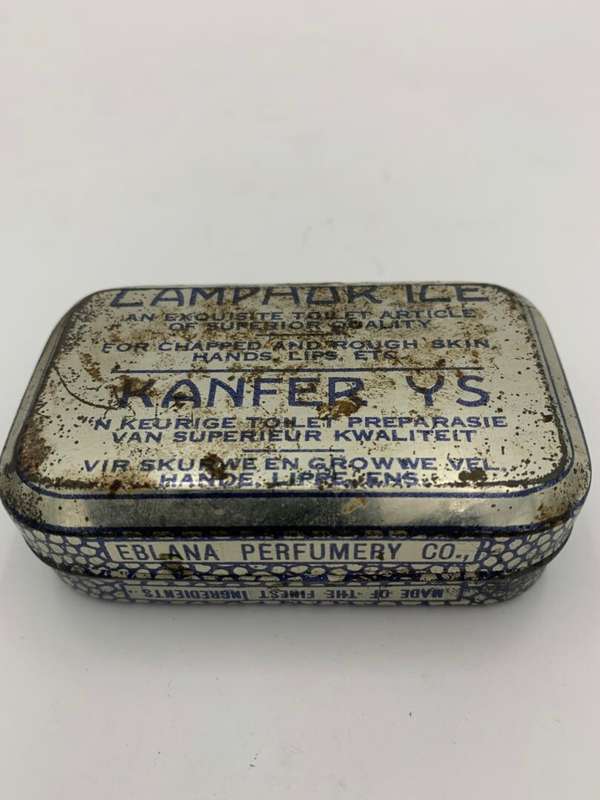 CAMPHOR ICE
AN EXQUISITE TOILET ARTICLE
OF SUPERIOR QUALITY
FOR CHAPPED AND ROUGH SKIN,
HANDS, LIPS, ETC.
KANFER YS
'N KEURIGE TOILET PREPARASIE
VAN SUPERIEUR KWALITEIT
VIR SKURWE EN GROWWE VEL,
HANDE, LIPPE, ENS.
EBLANA PERFUMERY CO.,
MADE OF THE FINEST INGREDIENTS